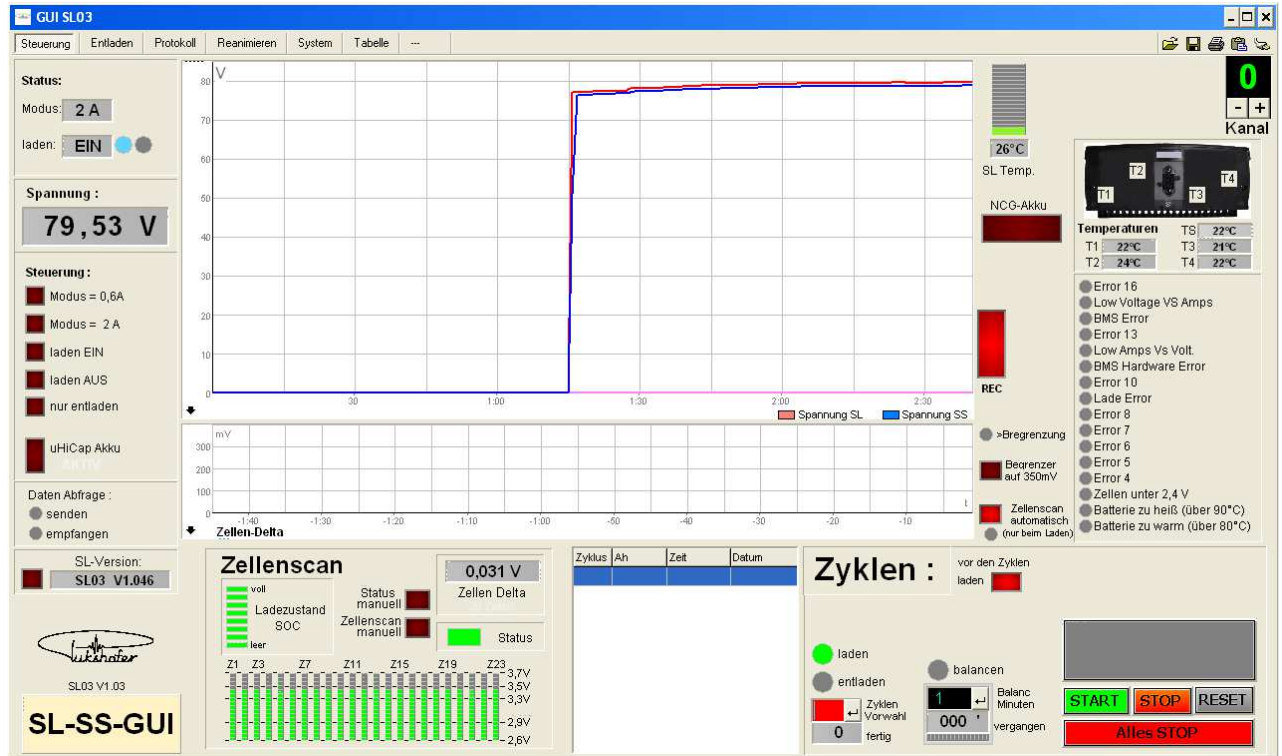 GUI SL03
Steuerung Entladen Protokoll Reanimieren System Tabelle ---
Status:
Modus: 2 A
laden: EIN
Spannung :
79,53 V
Steuerung :
Modus = 0,6A
Modus = 2 A
laden EIN
laden AUS
nur entladen
uHiCap Akku
AKTIV
Daten Abfrage :
senden
empfangen
SL-Version:
SL03 V1.046
SL03 V1.03
SL-SS-GUI
V
80
70
60
50
40
30
20
10
0
30 1:00 1:30 2:00 2:30
Spannung SL Spannung SS
mV
300
200
100
0
t
-1:40 -1:30 -1:20 -1:10 -1:00 -50 -40 -30 -20 -10
Zellen-Delta
26°C
SL Temp.
NCG-Akku
REC
>Bregrenzung
Begrenzer
auf 350mV
Zellenscan
automatisch
(nur beim Laden)
0
- +
Kanal
T1 T2 T3 T4
Temperaturen TS 22°C
T1 22°C T3 21°C
T2 24°C T4 22°C
Error 16
Low Voltage VS Amps
BMS Error
Error 13
Low Amps Vs Volt.
BMS Hardware Error
Error 10
Lade Error
Error 8
Error 7
Error 6
Error 5
Error 4
Zellen unter 2,4 V
Batterie zu heiß (über 90°C)
Batterie zu warm (über 80°C)
Zellenscan
voll
Ladezustand
SOC
leer
Status
manuell
Zellenscan
manuell
0,031 V
Zellen Delta
Status
Z1 Z3 Z7 Z11 Z15 Z19 Z23
3,7V
3,5V
3,3V
2,9V
2,6V
Zyklus Ah Zeit Datum
Zyklen :
vor den Zyklen
laden
laden
entladen
Zyklen
Vorwahl
0 fertig
balancen
1 Balanc
Minuten
000 ' vergangen
START STOP RESET
Alles STOP